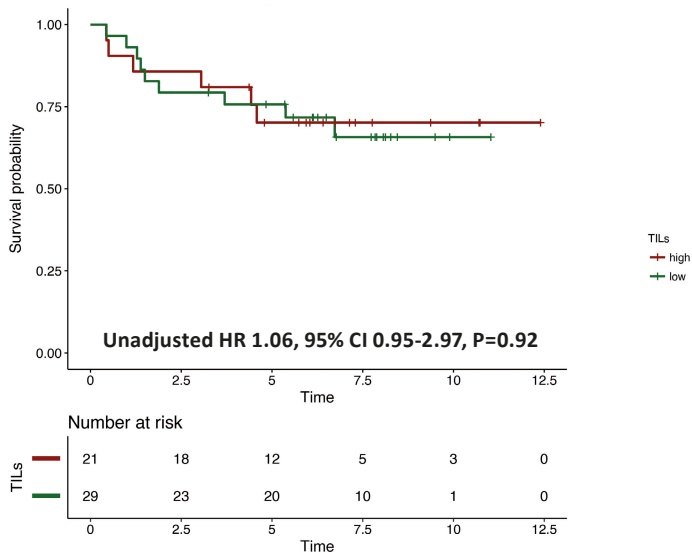 1.00
0.75
0.50
0.25
0.00
Survival probability
Unadjusted HR 1.06, 95% CI 0.95-2.97, P=0.92
0 2.5 5 7.5 10 12.5
Time
TILs
high
low
Number at risk
TILs
21 18 12 5 3 0
29 23 20 10 1 0
0 2.5 5 7.5 10 12.5
Time